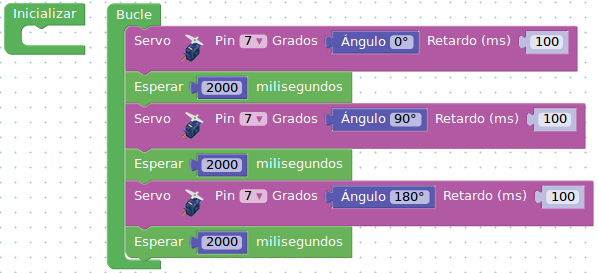 Inicializar
Bucle
Servo Pin 7 Grados Ángulo 0° Retardo (ms) 100
Esperar 2000 milisegundos
Servo Pin 7 Grados Ángulo 90° Retardo (ms) 100
Esperar 2000 milisegundos
Servo Pin 7 Grados Ángulo 180° Retardo (ms) 100
Esperar 2000 milisegundos